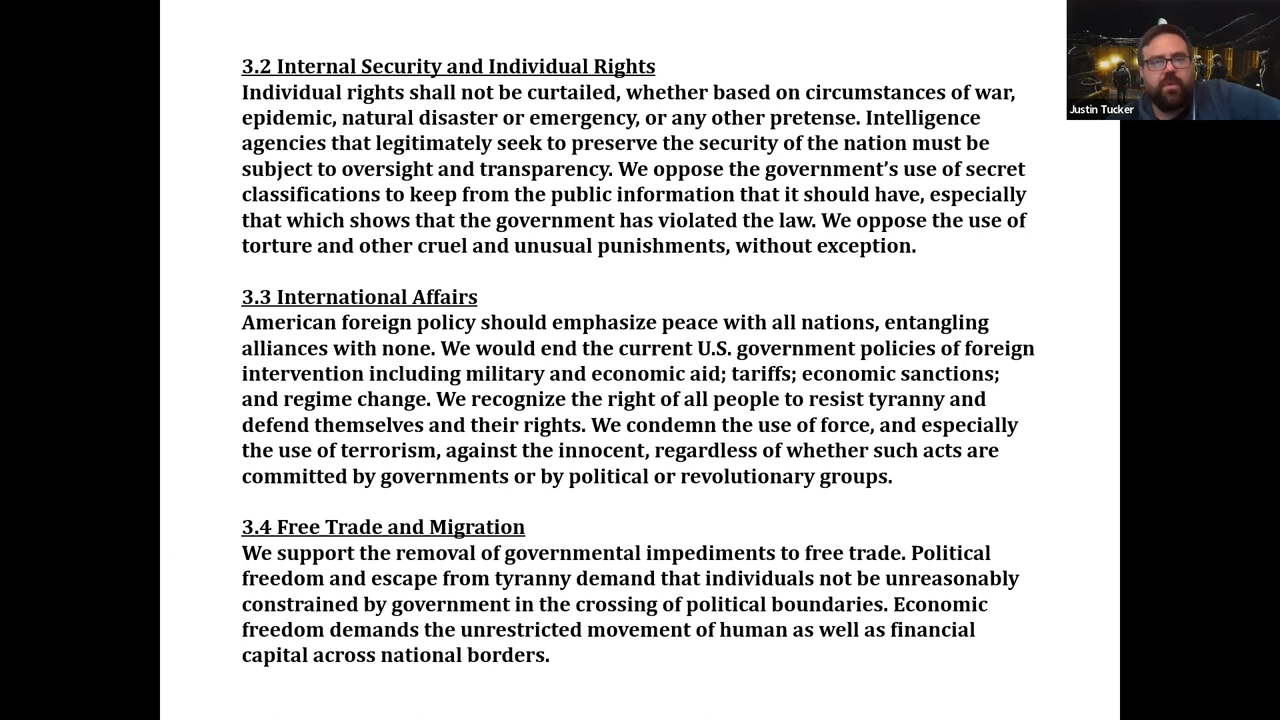 3.2 Internal Security and Individual Rights
Individual rights shall not be curtailed, whether based on circumstances of war,
epidemic, natural disaster or emergency, or any other pretense. Intelligence
agencies that legitimately seek to preserve the security of the nation must be
subject to oversight and transparency. We oppose the government’s use of secret
classifications to keep from the public information that it should have, especially
that which shows that the government has violated the law. We oppose the use of
torture and other cruel and unusual punishments, without exception.
3.3 International Affairs
American foreign policy should emphasize peace with all nations, entangling
alliances with none. We would end the current U.S. government policies of foreign
intervention including military and economic aid; tariffs; economic sanctions;
and regime change. We recognize the right of all people to resist tyranny and
defend themselves and their rights. We condemn the use of force, and especially
the use of terrorism, against the innocent, regardless of whether such acts are
committed by governments or by political or revolutionary groups.
3.4 Free Trade and Migration
We support the removal of governmental impediments to free trade. Political
freedom and escape from tyranny demand that individuals not be unreasonably
constrained by government in the crossing of political boundaries. Economic
freedom demands the unrestricted movement of human as well as financial
capital across national borders.
Justin Tucker